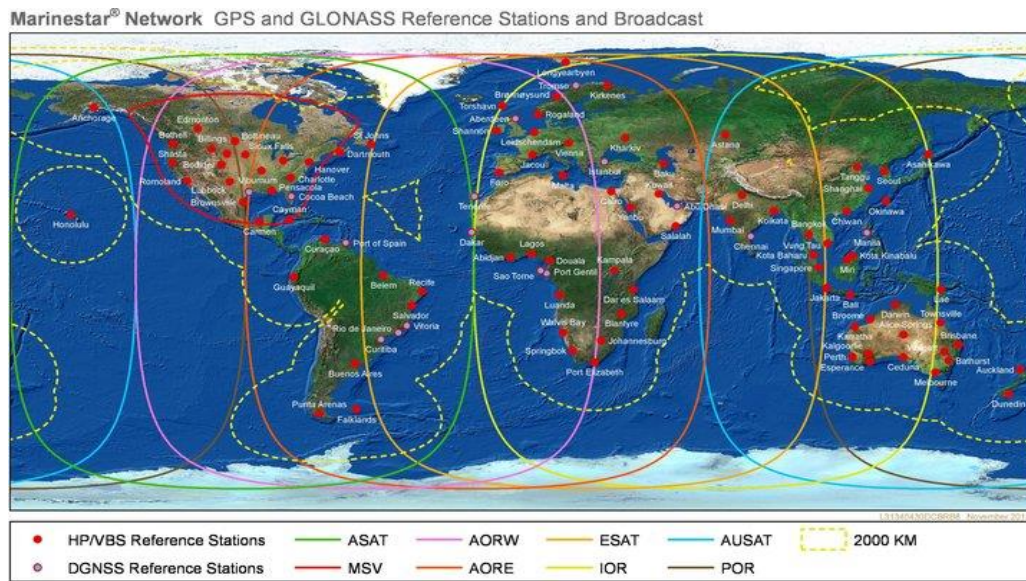 Marinestar® Network GPS and GLONASS Reference Stations and Broadcast
Longyearbyen
Tromsø
Brønnøysund
Kirkenes
Torshavn
Rogaland
Aberdeen
Shannon
Leidschendam
Kharkiv
Astana
Vienna
Jacou
Istanbul
Baku
Faro
Malta
Cairo
Kuwait
Abu Dhabi
Yenbu
Salalah
Anchorage
Edmonton
Bothell
Billings
Bottineau
Shasta
Sioux Falls
St Johns
Dartmouth
Boulder
Hanover
Romoland
Viburnum
Charlotte
Lubbock
Pensacola
Brownsville
Cocoa Beach
Cayman
Carmen
Honolulu
Curaçao
Port of Spain
Guayaquil
Belem
Recife
Salvador
Rio de Janeiro
Vitoria
Curitiba
Buenos Aires
Punta Arenas
Falklands
Dakar
Lagos
Abidjan
Douala
Kampala
Sao Tome
Port Gentil
Luanda
Dar es Salaam
Walvis Bay
Blantyre
Johannesburg
Springbok
Port Elizabeth
Asahikawa
Tanggu
Seoul
Shanghai
Okinawa
Delhi
Kolkata
Mumbai
Chennai
Bangkok
Chiwan
Manila
Vung Tau
Kota Baharu
Kota Kinabalu
Singapore
Miri
Jakarta
Bali
Lae
Broome
Darwin
Townsville
Karratha
Alice Springs
Kalgoorlie
Brisbane
Perth
Esperance
Ceduna
Bathurst
Melbourne
Auckland
Dunedin
HP/VBS Reference Stations
ASAT
AORW
ESAT
AUSAT
2000 KM
DGNSS Reference Stations
MSV
AORE
IOR
POR